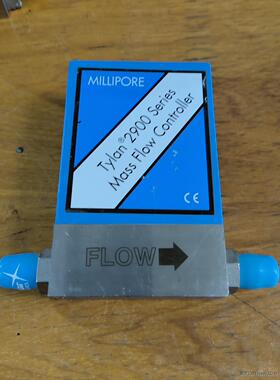 MILLIPORE
Tylan® 2900 Series
Mass Flow Controller
CE
FLOW